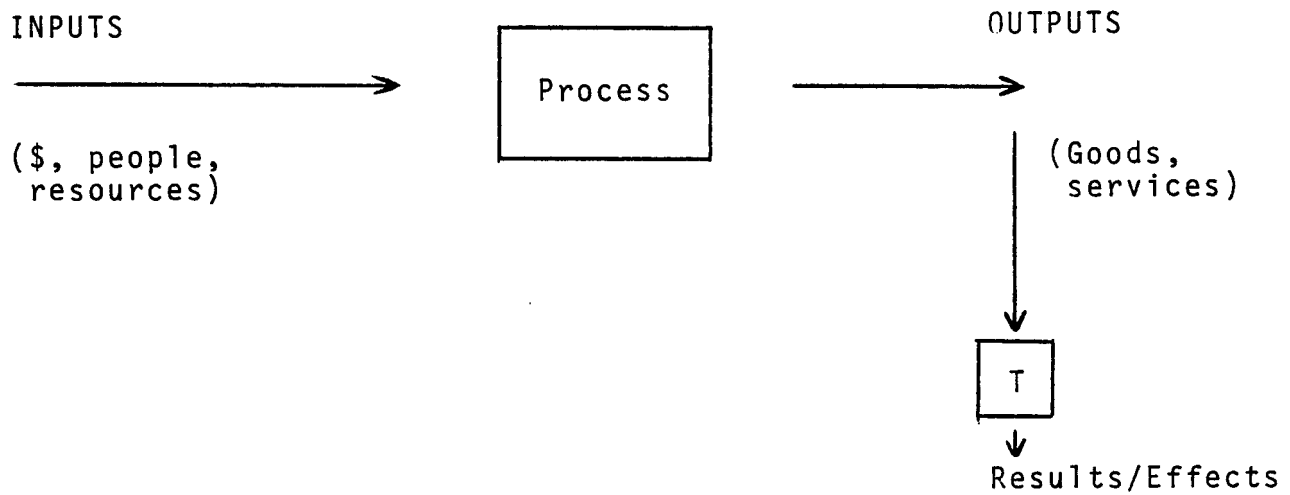 INPUTS
OUTPUTS
Process
($, people,
resources)
(Goods,
services)
T
Results/Effects